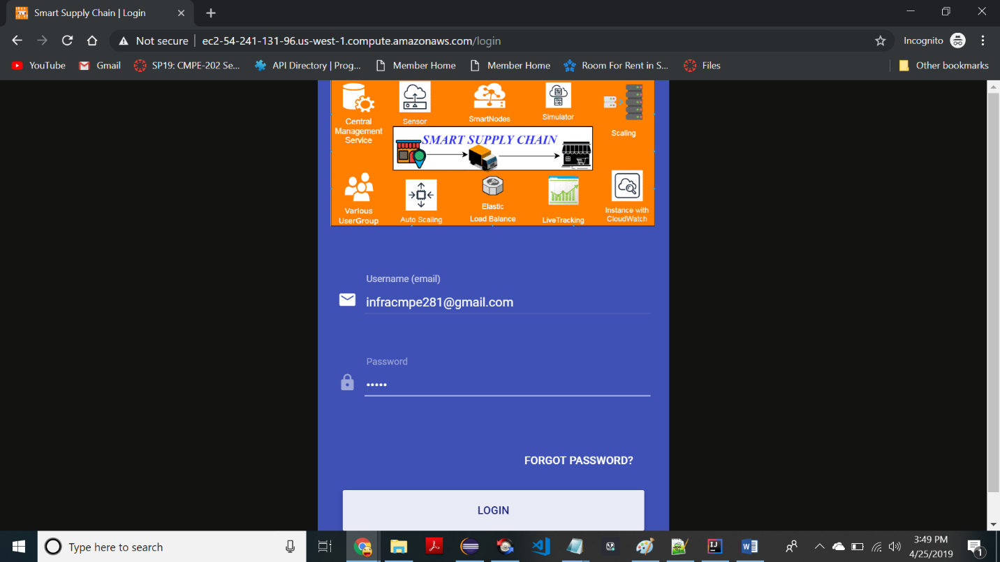 Smart Supply Chain | Login
Not secure | ec2-54-241-131-96.us-west-1.compute.amazonaws.com/login
Incognito
YouTube
Gmail
SP19: CMPE-202 Se...
API Directory | Prog...
Member Home
Member Home
Room For Rent in S...
Files
Other bookmarks
Central
Management
Service
Sensor
SmartNodes
Simulator
Scaling
SMART SUPPLY CHAIN
Various
UserGroup
Auto Scaling
Elastic
Load Balance
LiveTracking
Instance with
CloudWatch
Username (email)
infracmpe281@gmail.com
Password
•••••
FORGOT PASSWORD?
LOGIN
Type here to search
3:49 PM
4/25/2019
1